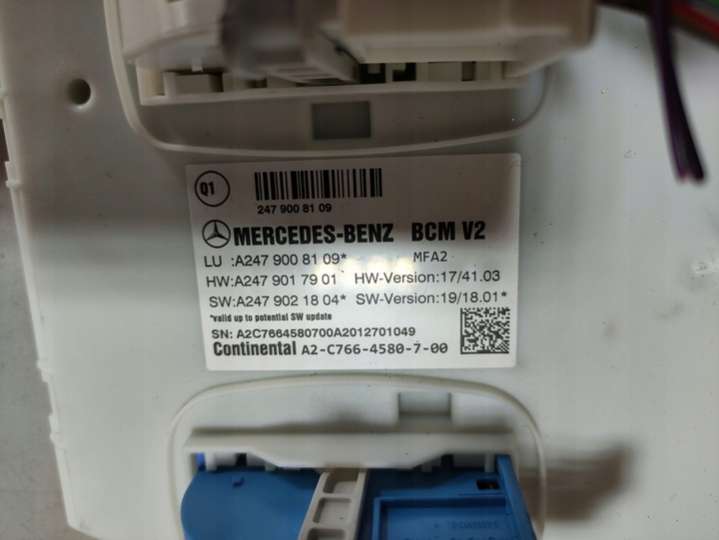 Q1
247 900 81 09
MERCEDES-BENZ BCM V2
LU :A247 900 81 09* MFA2
HW:A247 901 79 01 HW-Version:17/41.03
SW:A247 902 18 04* SW-Version:19/18.01*
*valid up to potential SW update
SN: A2C7664580700A2012701049
Continental A2-C766-4580-7-00